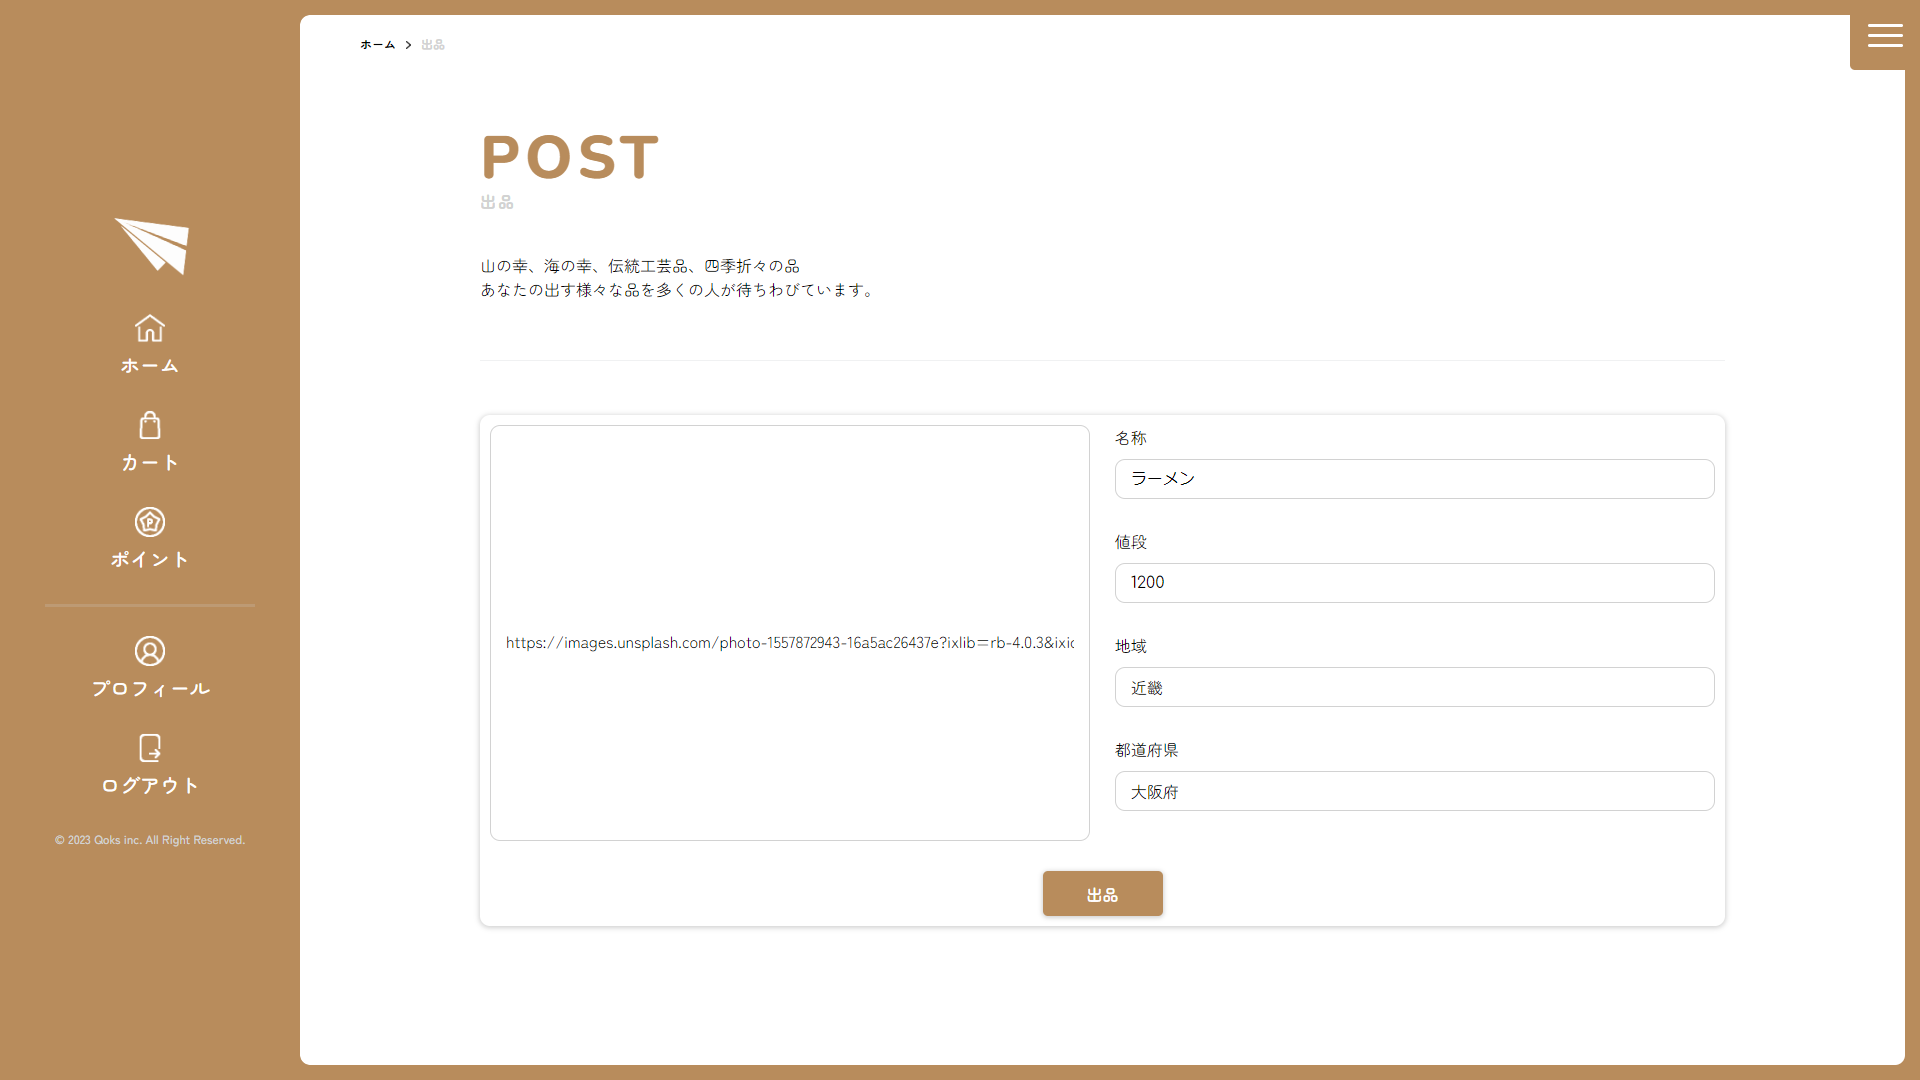 ホーム
カート
ポイント
プロフィール
ログアウト
© 2023 Qoks inc. All Right Reserved.
ホーム > 出品
POST
出品
山の幸、海の幸、伝統工芸品、四季折々の品
あなたの出す様々な品を多くの人が待ちわびています。
https://images.unsplash.com/photo-1557872943-16a5ac26437e?ixlib=rb-4.0.3&ixic
名称
ラーメン
値段
1200
地域
近畿
都道府県
大阪府
出品